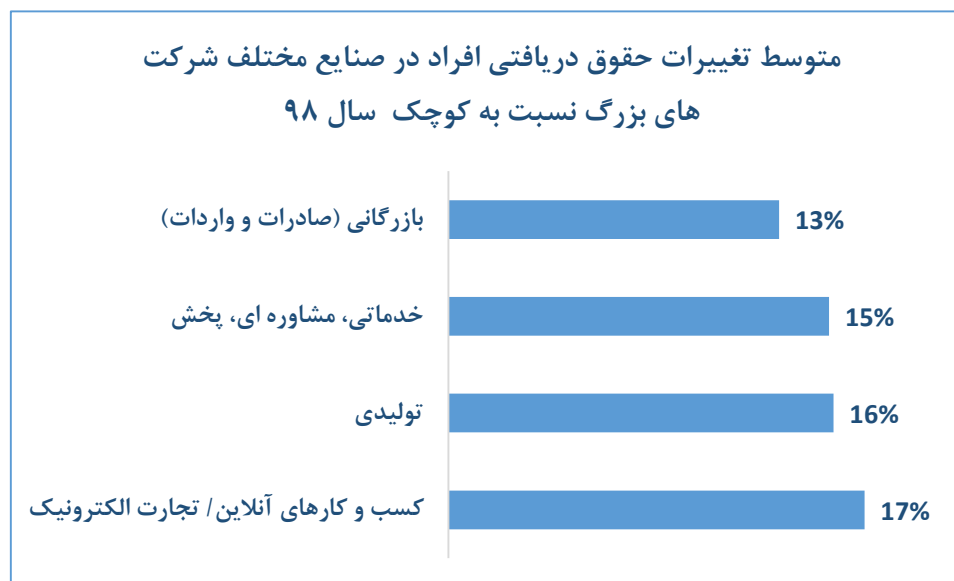 متوسط تغییرات حقوق دریافتی افراد در صنایع مختلف شرکت
های بزرگ نسبت به کوچک سال ۹۸
بازرگانی (صادرات و واردات)
13%
خدماتی، مشاوره ای، پخش
15%
تولیدی
16%
کسب و کارهای آنلاین/ تجارت الکترونیک
17%